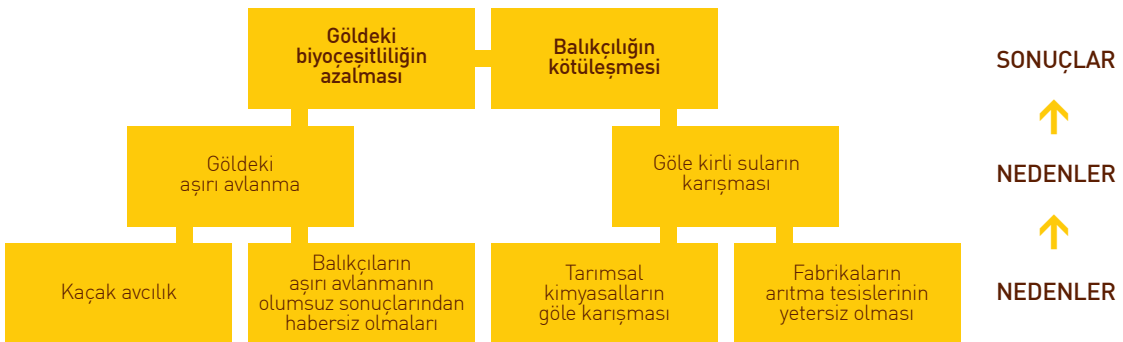 Göldeki
biyoçeşitliliğin
azalması
Balıkçılığın
kötüleşmesi
SONUÇLAR
Göldeki
aşırı avlanma
Göle kirli suların
karışması
NEDENLER
Kaçak avcılık
Balıkçıların
aşırı avlanmanın
olumsuz sonuçlarından
habersiz olmaları
Tarımsal
kimyasalların
göle karışması
Fabrikaların
arıtma tesislerinin
yetersiz olması
NEDENLER